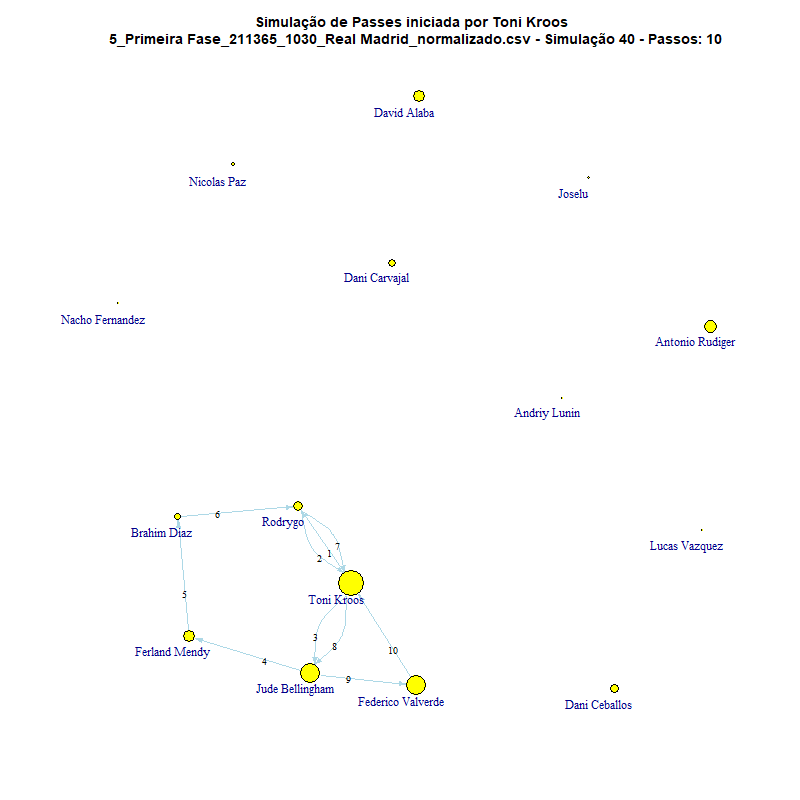 Simulação de Passes iniciada por Toni Kroos
5_Primeira Fase_211365_1030_Real Madrid_normalizado.csv - Simulação 40 - Passos: 10
David Alaba
Nicolas Paz
Joselu
Dani Carvajal
Nacho Fernandez
Antonio Rudiger
Andriy Lunin
6
Rodrygo
Brahim Diaz
Lucas Vazquez
7
1
2
5
Toni Kroos
3
8
10
Ferland Mendy
4
9
Jude Bellingham
Federico Valverde
Dani Ceballos